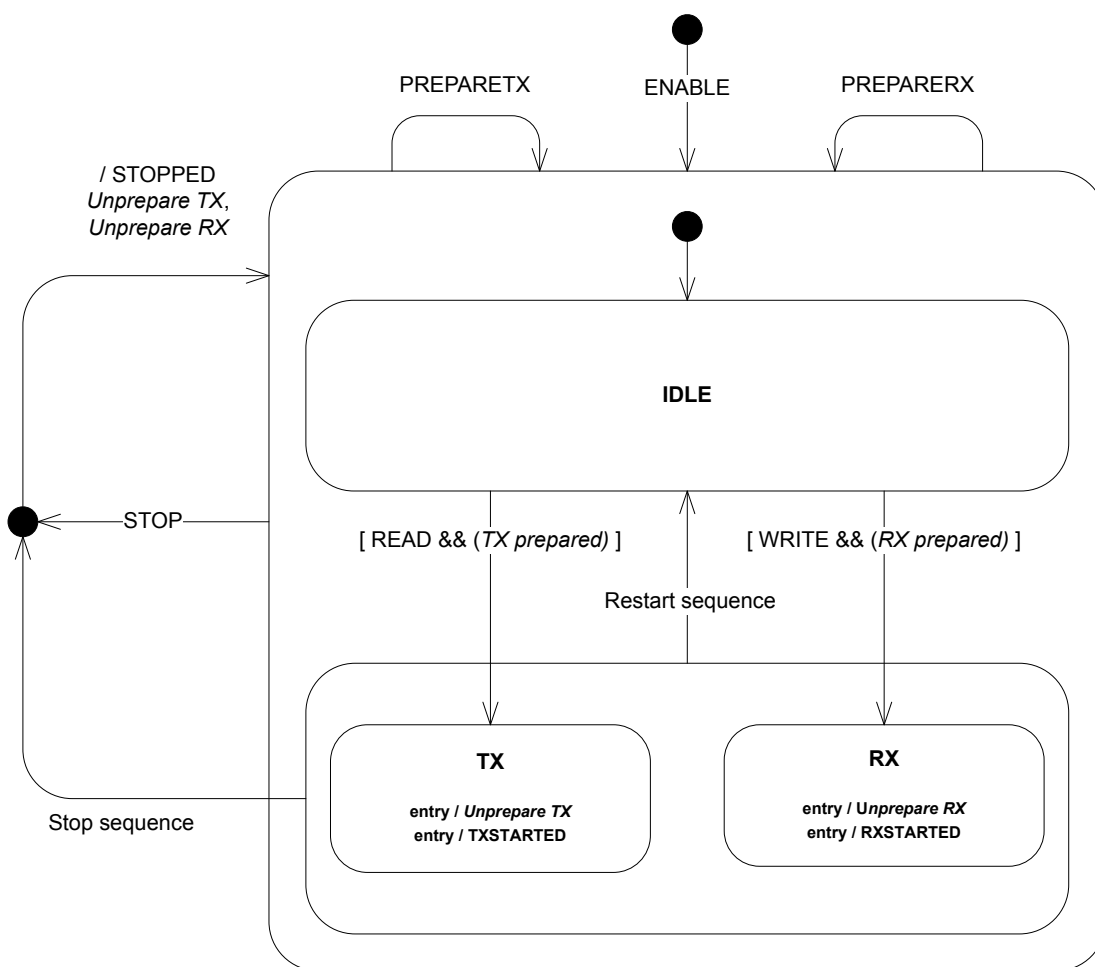 PREPARETX
ENABLE
PREPARERX
/ STOPPED
Unprepare TX,
Unprepare RX
IDLE
STOP
[ READ && (TX prepared) ]
[ WRITE && (RX prepared) ]
Restart sequence
TX
entry / Unprepare TX
entry / TXSTARTED
RX
entry / Unprepare RX
entry / RXSTARTED
Stop sequence